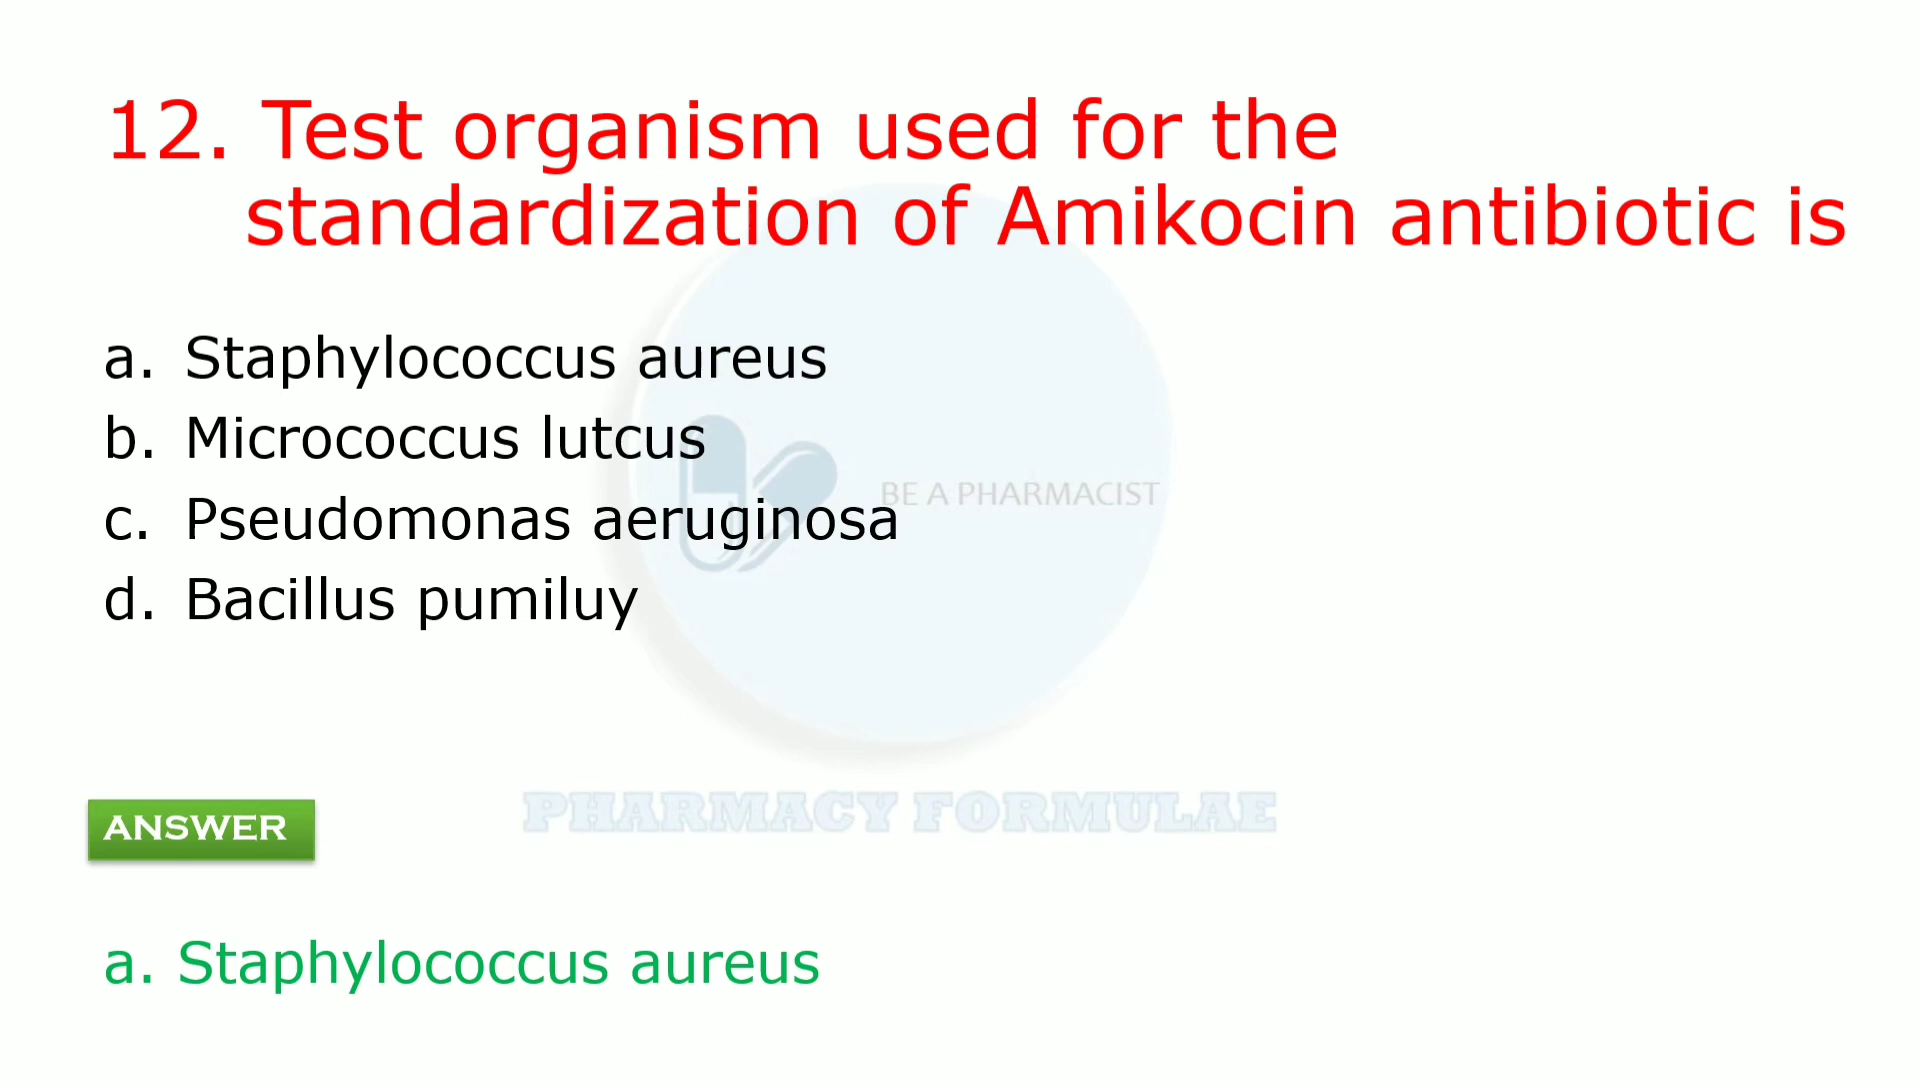 12. Test organism used for the
standardization of Amikocin antibiotic is
a. Staphylococcus aureus
b. Micrococcus lutcus
c. Pseudomonas aeruginosa
d. Bacillus pumiluy
BE A PHARMACIST
PHARMACY FORMULAE
ANSWER
a. Staphylococcus aureus